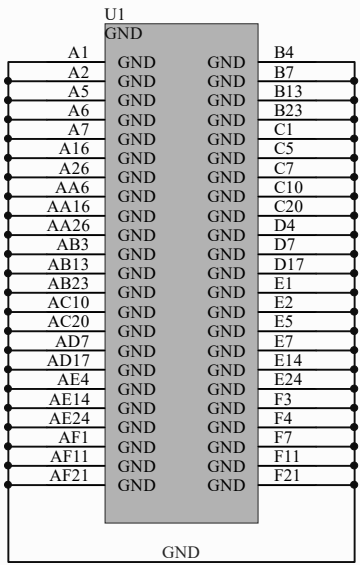 U1
GND
A1 GND GND B4
A2 GND GND B7
A5 GND GND B13
A6 GND GND B23
A7 GND GND C1
A16 GND GND C5
A26 GND GND C7
AA6 GND GND C10
AA16 GND GND C20
AA26 GND GND D4
AB3 GND GND D7
AB13 GND GND D17
AB23 GND GND E1
AC10 GND GND E2
AC20 GND GND E5
AD7 GND GND E7
AD17 GND GND E14
AE4 GND GND E24
AE14 GND GND F3
AE24 GND GND F4
AF1 GND GND F7
AF11 GND GND F11
AF21 GND GND F21
GND